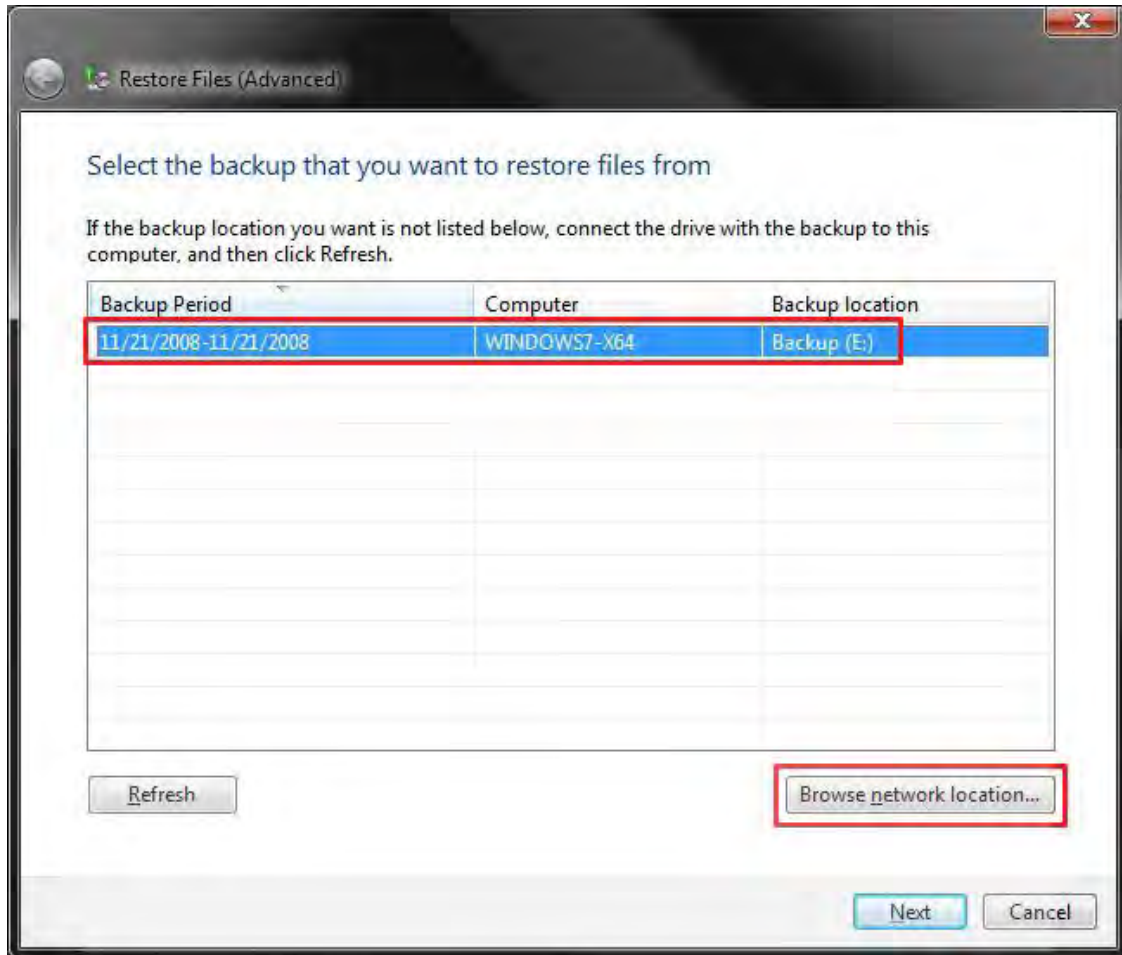 Restore Files (Advanced)
Select the backup that you want to restore files from
If the backup location you want is not listed below, connect the drive with the backup to this
computer, and then click Refresh.
Backup Period Computer Backup location
11/21/2008-11/21/2008 WINDOWS7-X64 Backup (E:)
Refresh Browse network location...
Next Cancel